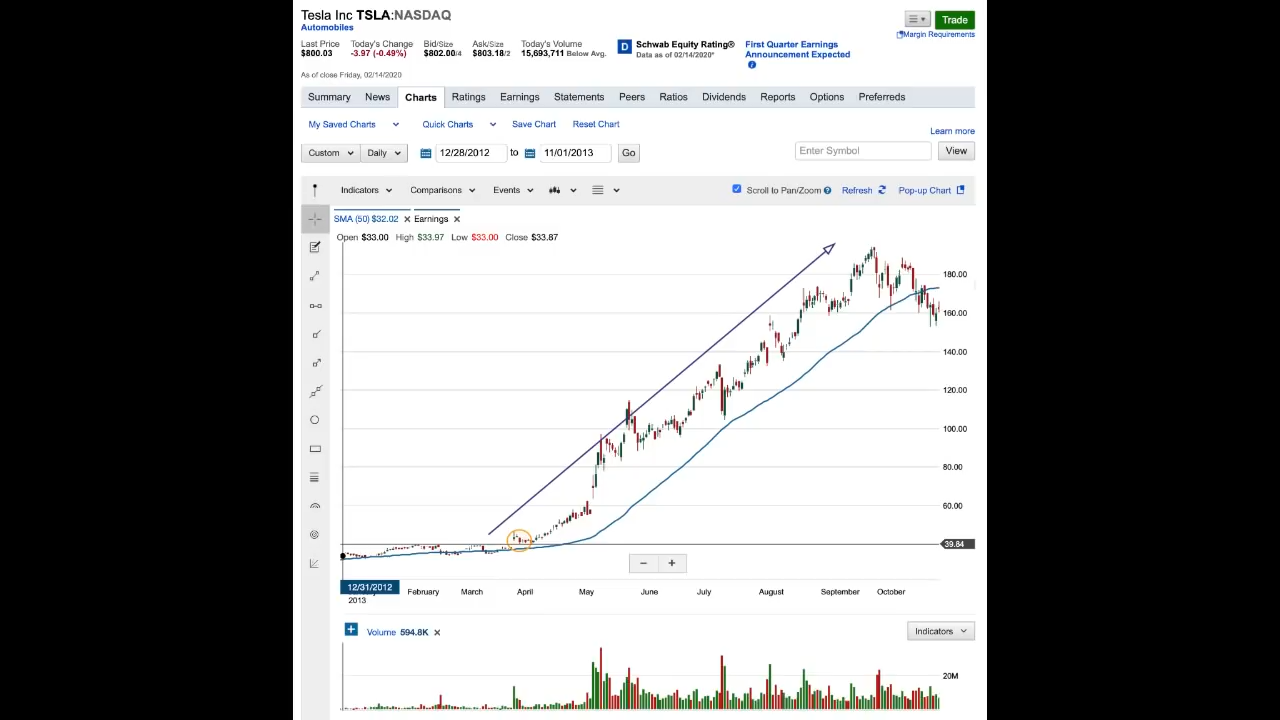 Tesla Inc TSLA:NASDAQ
Automobiles
Trade
Margin Requirements
Last Price Today's Change Bid/Size Ask/Size Today's Volume
$800.03 -3.97 (-0.49%) $802.00/4 $803.18/2 15,693,711 Below Avg.
D Schwab Equity Rating®
Data as of 02/14/2020*
First Quarter Earnings
Announcement Expected
As of close Friday, 02/14/2020
Summary News Charts Ratings Earnings Statements Peers Ratios Dividends Reports Options Preferreds
My Saved Charts Quick Charts Save Chart Reset Chart
Learn more
Custom Daily 12/28/2012 to 11/01/2013 Go Enter Symbol View
Indicators Comparisons Events Scroll to Pan/Zoom Refresh Pop-up Chart
SMA (50) $32.02 Earnings
Open $33.00 High $33.97 Low $33.00 Close $33.87
180.00
160.00
140.00
120.00
100.00
80.00
60.00
39.84
12/31/2012 February March April May June July August September October
2013
Volume 594.8K Indicators
20M